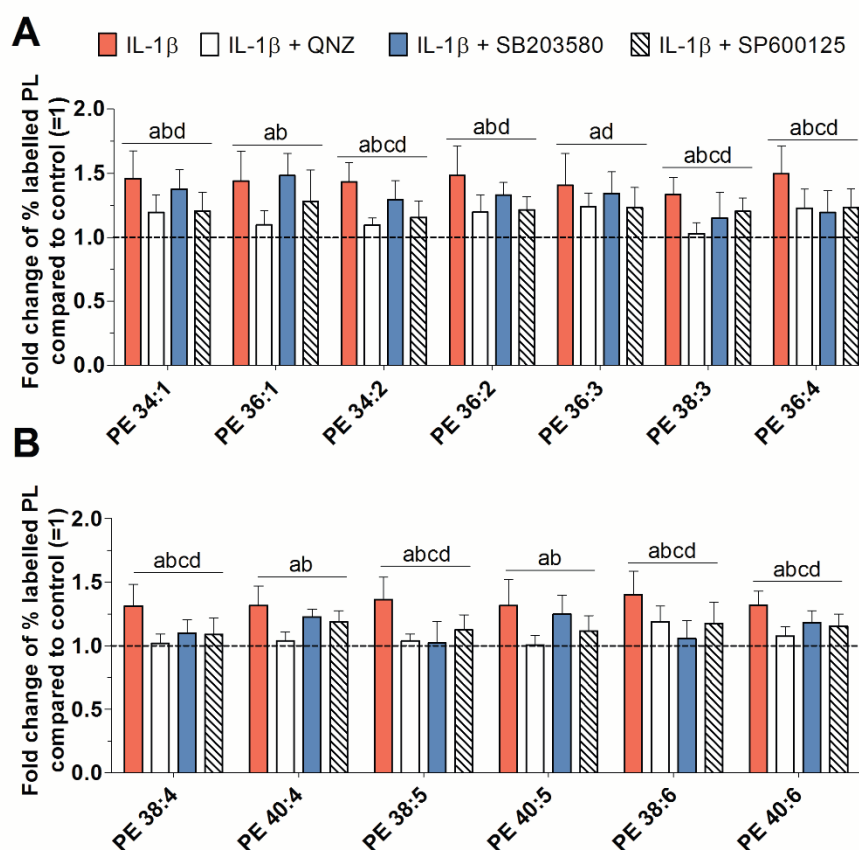 A
IL-1β IL-1β + QNZ IL-1β + SB203580 IL-1β + SP600125
Fold change of % labelled PL
compared to control (=1)
2.0
1.5
1.0
0.5
0.0
abd ab abcd abd ad abcd abcd
PE 34:1 PE 36:1 PE 34:2 PE 36:2 PE 36:3 PE 38:3 PE 36:4
B
Fold change of % labelled PL
compared to control (=1)
2.0
1.5
1.0
0.5
0.0
abcd ab abcd ab abcd abcd
PE 38:4 PE 40:4 PE 38:5 PE 40:5 PE 38:6 PE 40:6